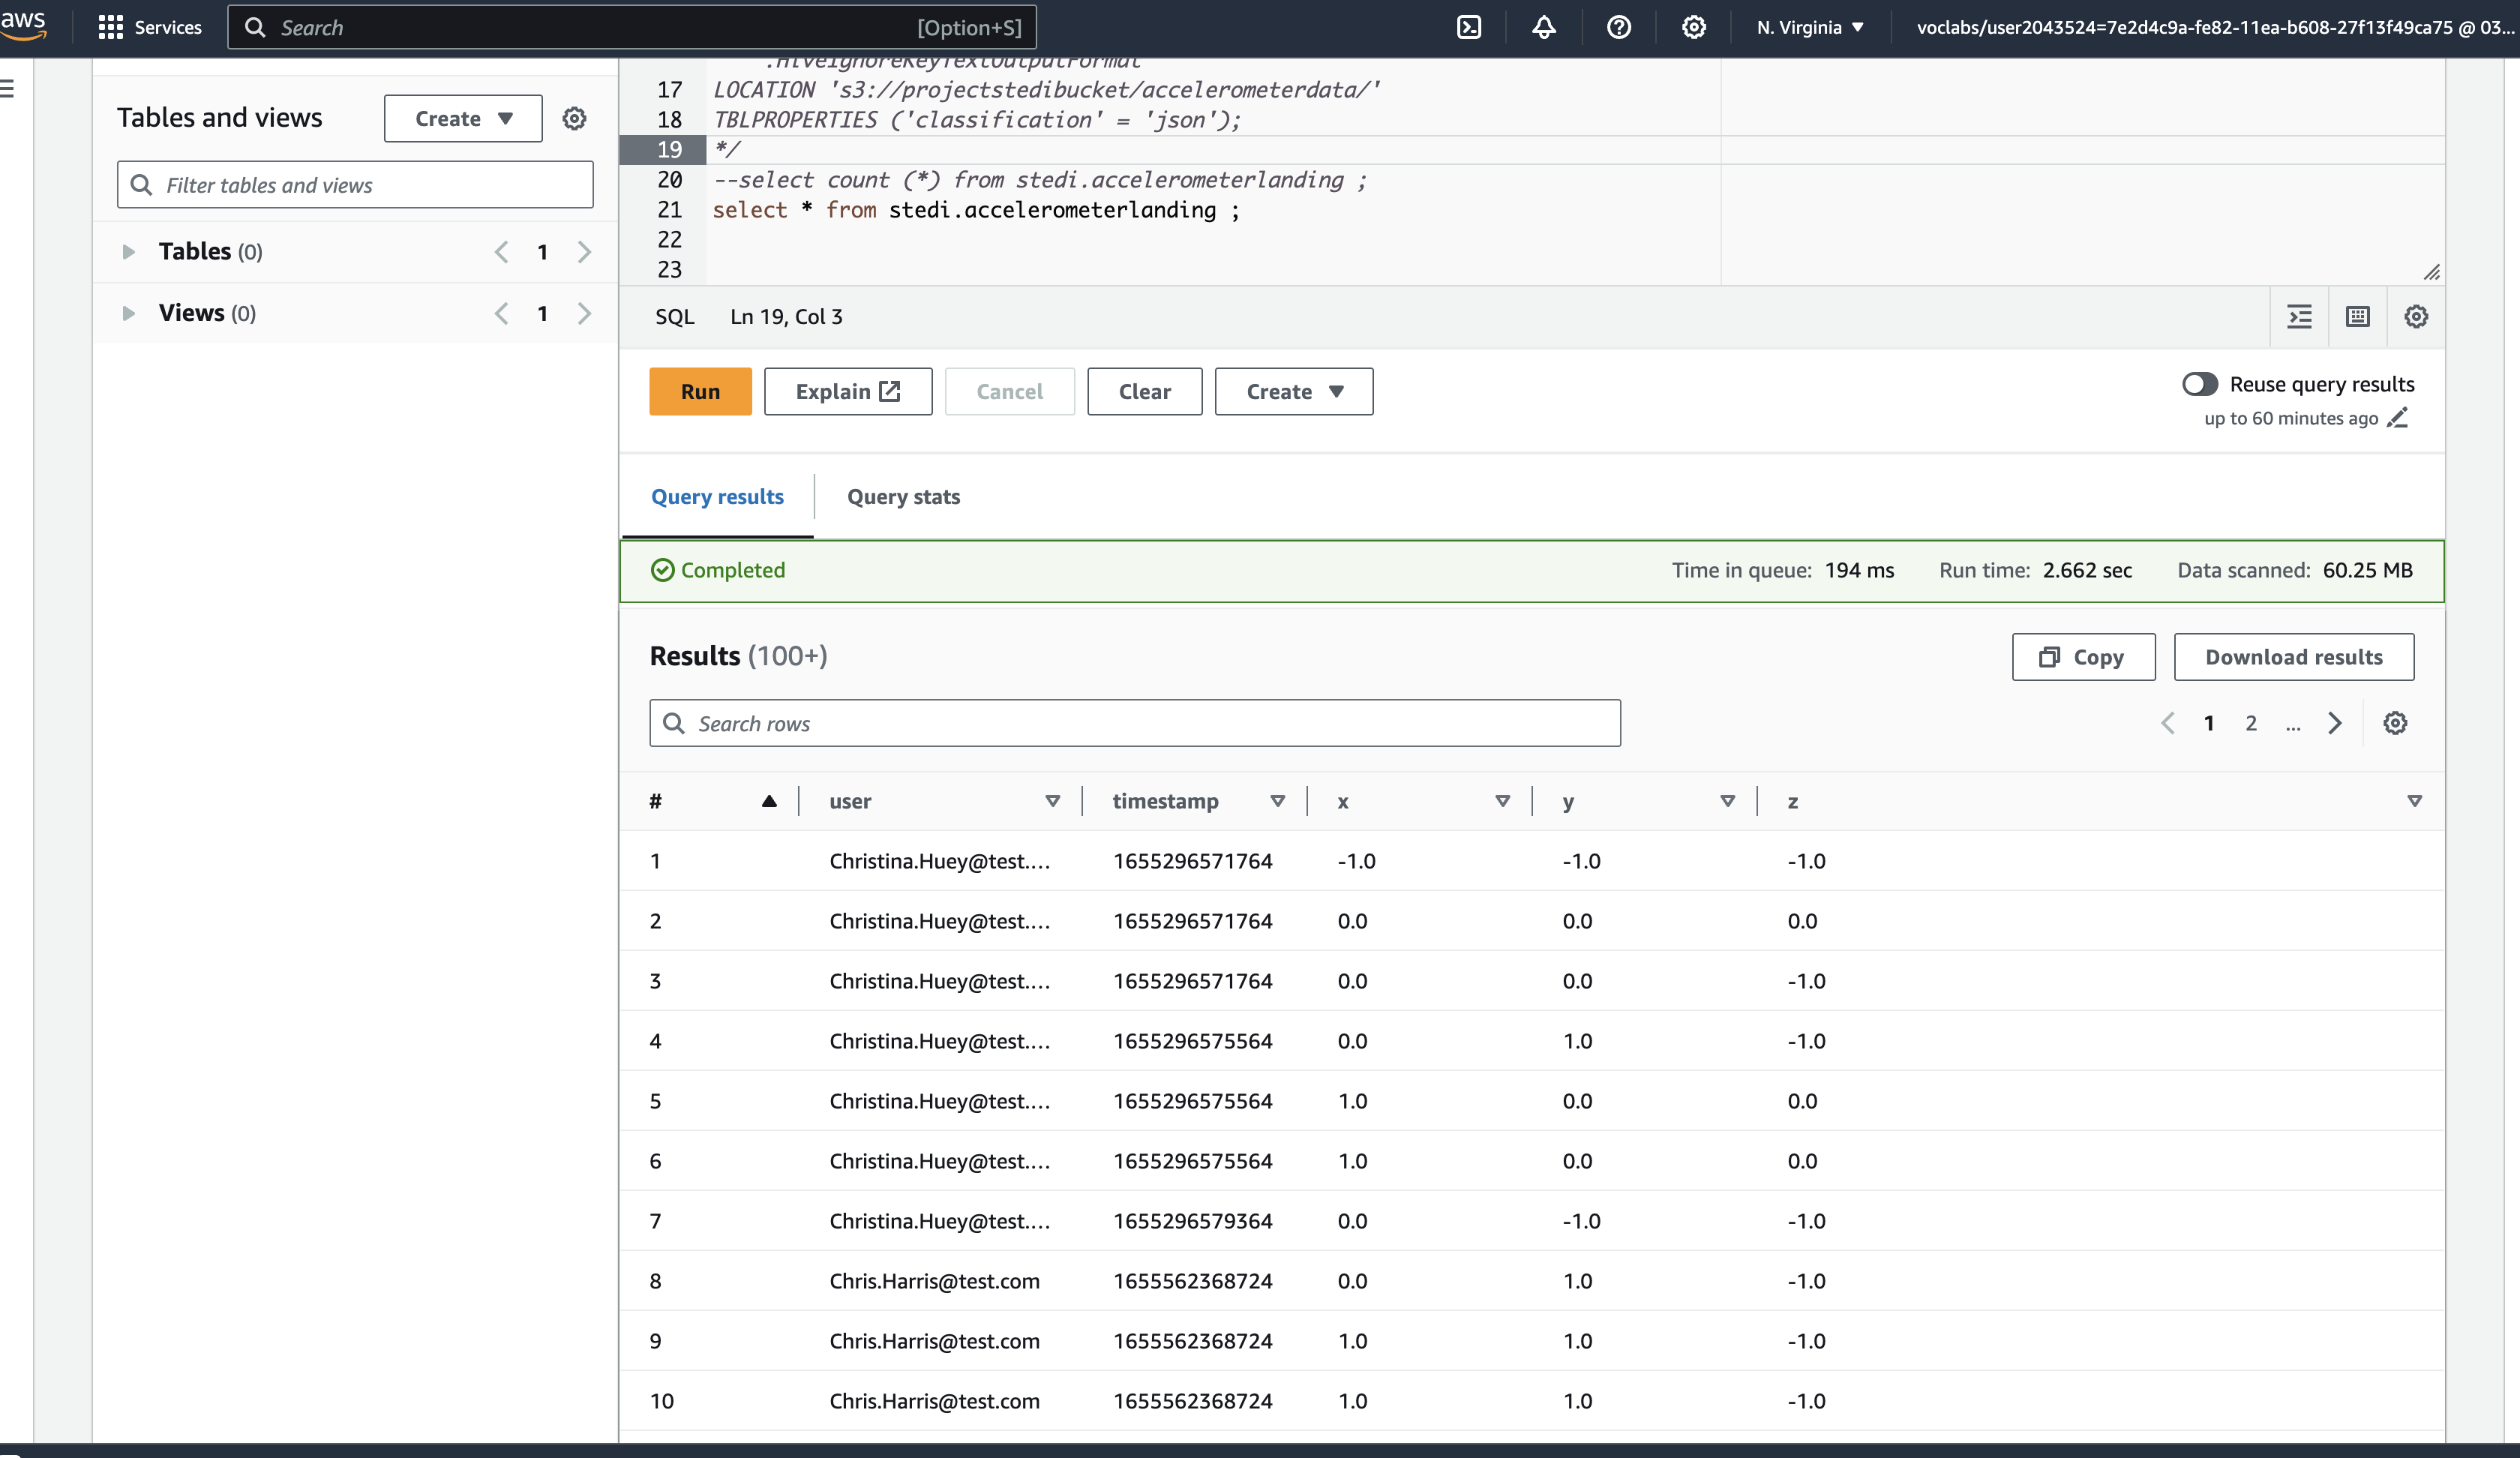 aws
Services
Search
[Option+S]
N. Virginia
voclabs/user2043524=7e2d4c9a-fe82-11ea-b608-27f13f49ca75 @ 03...
Tables and views
Create
Filter tables and views
Tables (0)
1
Views (0)
1
.HiveIgnoreKeyTextOutputFormat
17 LOCATION 's3://projectstedibucket/accelerometerdata/'
18 TBLPROPERTIES ('classification' = 'json');
19 */
20 --select count (*) from stedi.accelerometerlanding ;
21 select * from stedi.accelerometerlanding ;
22
23
SQL Ln 19, Col 3
Run
Explain
Cancel
Clear
Create
Reuse query results
up to 60 minutes ago
Query results
Query stats
Completed
Time in queue: 194 ms
Run time: 2.662 sec
Data scanned: 60.25 MB
Results (100+)
Copy
Download results
Search rows
1 2 ...
# user timestamp x y z
1 Christina.Huey@test.... 1655296571764 -1.0 -1.0 -1.0
2 Christina.Huey@test.... 1655296571764 0.0 0.0 0.0
3 Christina.Huey@test.... 1655296571764 0.0 0.0 -1.0
4 Christina.Huey@test.... 1655296575564 0.0 1.0 -1.0
5 Christina.Huey@test.... 1655296575564 1.0 0.0 0.0
6 Christina.Huey@test.... 1655296575564 1.0 0.0 0.0
7 Christina.Huey@test.... 1655296579364 0.0 -1.0 -1.0
8 Chris.Harris@test.com 1655562368724 0.0 1.0 -1.0
9 Chris.Harris@test.com 1655562368724 1.0 1.0 -1.0
10 Chris.Harris@test.com 1655562368724 1.0 1.0 -1.0